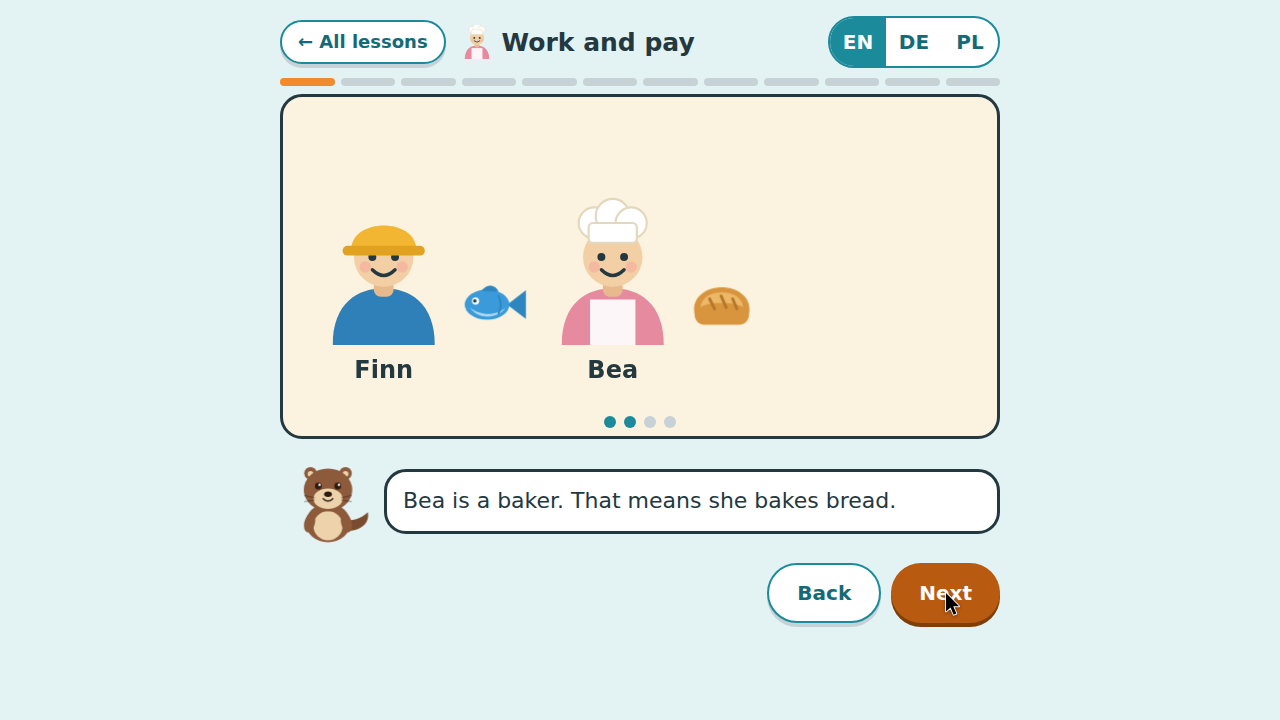 ← All lessons
Work and pay
EN DE PL
Finn
Bea
Bea is a baker. That means she bakes bread.
Back
Next